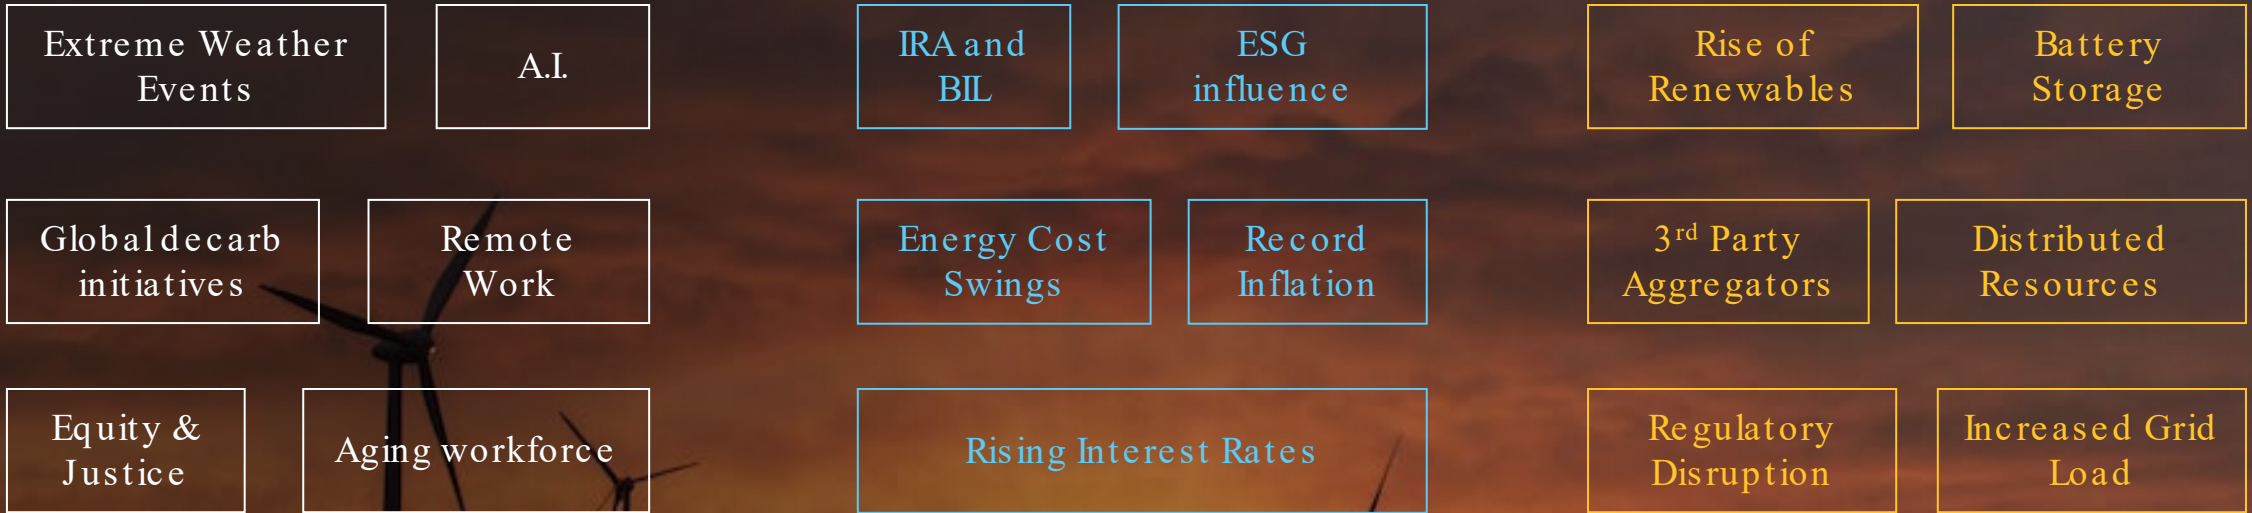 Extreme Weather
Events
A.I.
IRA and
BIL
ESG
influence
Rise of
Renewables
Battery
Storage
Global decarb
initiatives
Remote
Work
Energy Cost
Swings
Record
Inflation
3rd Party
Aggregators
Distributed
Resources
Equity &
Justice
Aging workforce
Rising Interest Rates
Regulatory
Disruption
Increased Grid
Load